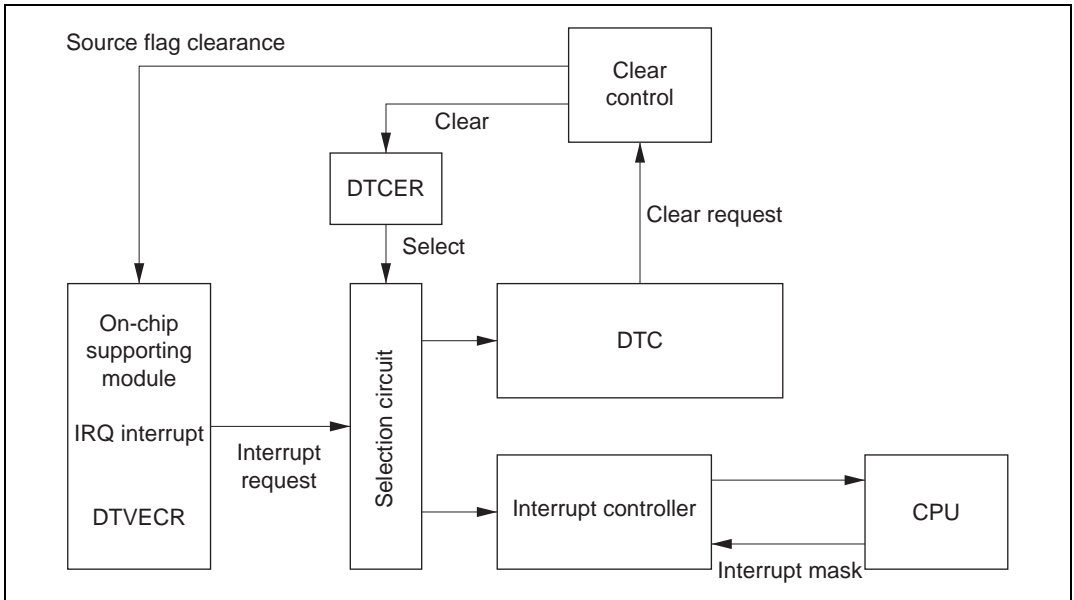 Source flag clearance
Clear
control
Clear
DTCER
Clear request
Select
On-chip
supporting
module
IRQ interrupt
DTVECR
Interrupt
request
Selection circuit
DTC
Interrupt controller
CPU
Interrupt mask